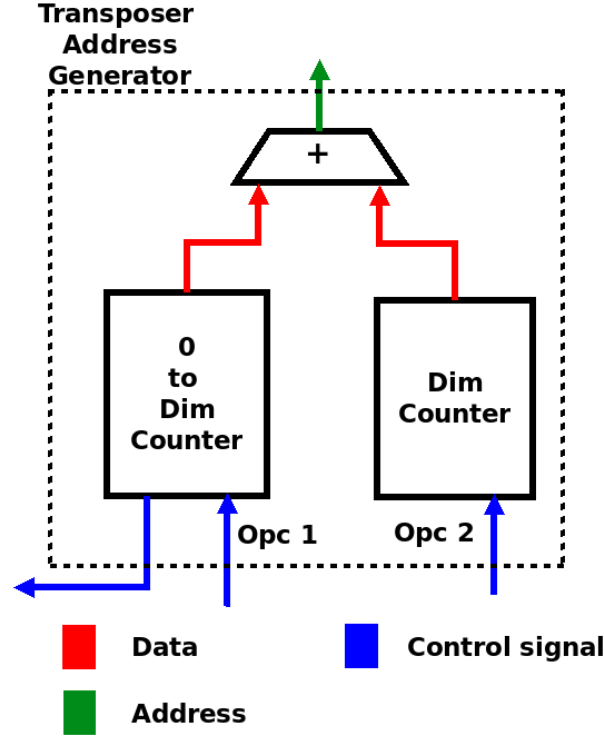 Transposer
Address
Generator
+
0
to
Dim
Counter
Dim
Counter
Opc 1
Opc 2
Data
Control signal
Address